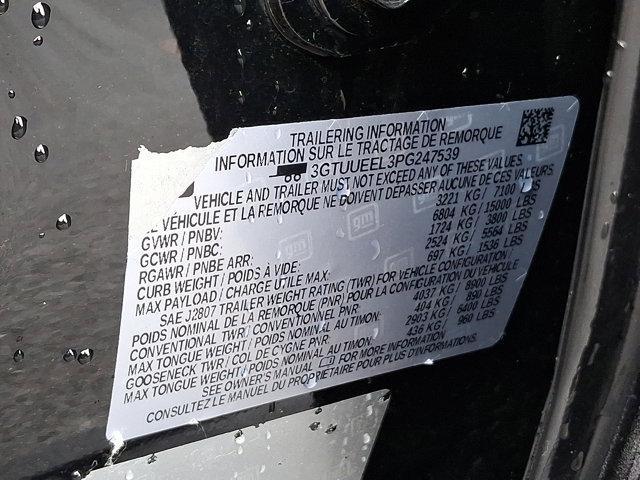 TRAILERING INFORMATION
INFORMATION SUR LE TRACTAGE DE REMORQUE
3GTUUEEL3PG247539
VEHICLE AND TRAILER MUST NOT EXCEED ANY OF THESE VALUES
VÉHICULE ET LA REMORQUE NE DOIVENT DÉPASSER AUCUNE DE CES VALEURS
GVWR / PNBV: 3221 KG / 7100 LBS
GCWR / PNBC: 6804 KG / 15000 LBS
RGAWR / PNBE ARR: 1724 KG / 3800 LBS
CURB WEIGHT / POIDS À VIDE: 2524 KG / 5564 LBS
MAX PAYLOAD / CHARGE UTILE MAX: 697 KG / 1536 LBS
SAE J2807 TRAILER WEIGHT RATING (TWR) FOR VEHICLE CONFIGURATION
POIDS NOMINAL DE LA REMORQUE (PNR) POUR LA CONFIGURATION DU VÉHICULE
CONVENTIONAL TWR / CONVENTIONNEL PNR: 4037 KG / 8900 LBS
MAX TONGUE WEIGHT / POIDS NOMINAL AU TIMON: 404 KG / 890 LBS
GOOSENECK TWR / COL DE CYGNE PNR: 2903 KG / 6400 LBS
MAX TONGUE WEIGHT / POIDS NOMINAL AU TIMON: 436 KG / 960 LBS
SEE OWNER'S MANUAL FOR MORE INFORMATION
CONSULTEZ LE MANUEL DU PROPRIÉTAIRE POUR PLUS D'INFORMATIONS.
gm
gm
gm